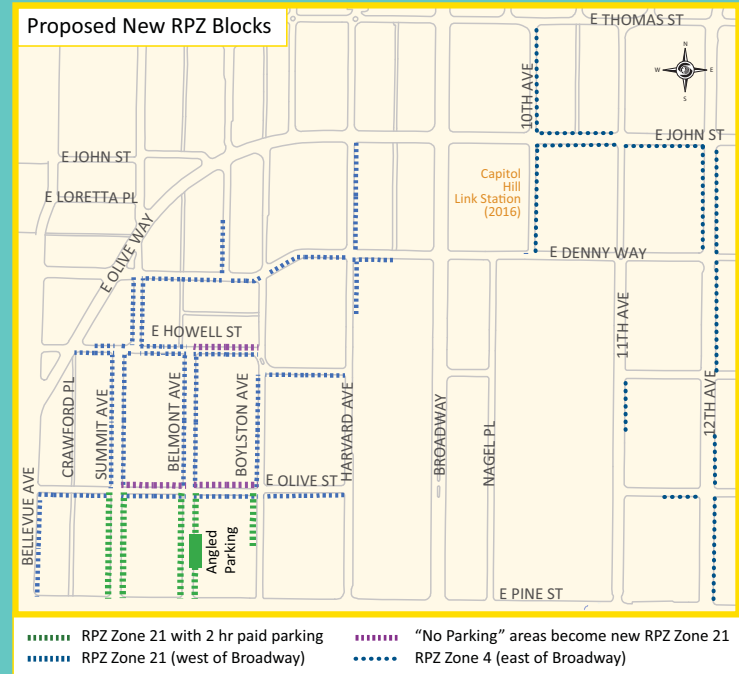 Proposed New RPZ Blocks
E THOMAS ST
N
W
E
S
10TH AVE
E JOHN ST
E JOHN ST
E LORETTA PL
Capitol
Hill
Link Station
(2016)
E OLIVE WAY
E DENNY WAY
E HOWELL ST
11TH AVE
12TH AVE
CRAWFORD PL
SUMMIT AVE
BELMONT AVE
BOYLSTON AVE
HARVARD AVE
BROADWAY
NAGEL PL
BELLEVUE AVE
E OLIVE ST
Angled
Parking
E PINE ST
RPZ Zone 21 with 2 hr paid parking
“No Parking” areas become new RPZ Zone 21
RPZ Zone 21 (west of Broadway)
RPZ Zone 4 (east of Broadway)